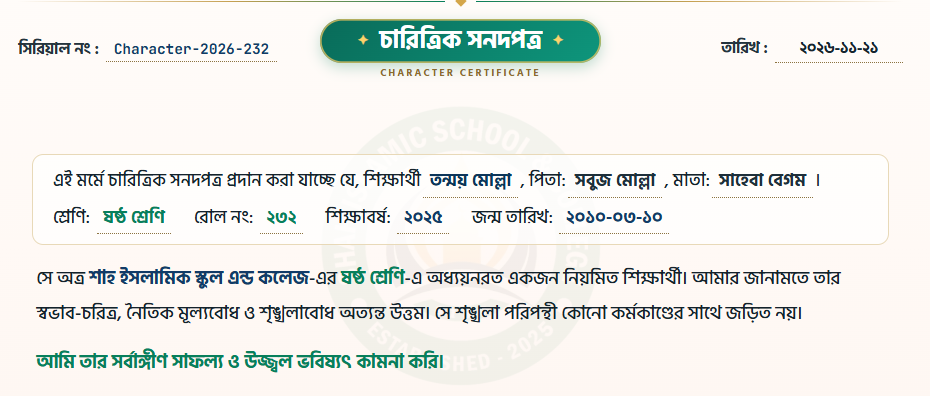 সিরিয়াল নং : Character-2026-232
✦ চারিত্রিক সনদপত্র ✦
তারিখ : ২০২৬-১১-২১
CHARACTER CERTIFICATE
এই মর্মে চারিত্রিক সনদপত্র প্রদান করা যাচ্ছে যে, শিক্ষার্থী তন্ময় মোল্লা , পিতা: সবুজ মোল্লা , মাতা: সাহেবা বেগম ।
শ্রেণি: ষষ্ঠ শ্রেণি রোল নং: ২৩২ শিক্ষাবর্ষ: ২০২৫ জন্ম তারিখ: ২০১০-০৩-১০
সে অত্র শাহ ইসলামিক স্কুল এন্ড কলেজ-এর ষষ্ঠ শ্রেণি-এ অধ্যয়নরত একজন নিয়মিত শিক্ষার্থী। আমার জানামতে তার
স্বভাব-চরিত্র, নৈতিক মূল্যবোধ ও শৃঙ্খলাবোধ অত্যন্ত উত্তম। সে শৃঙ্খলা পরিপন্থী কোনো কর্মকাণ্ডের সাথে জড়িত নয়।
আমি তার সর্বাঙ্গীণ সাফল্য ও উজ্জ্বল ভবিষ্যৎ কামনা করি।
SCHOOL
ESTABLISHED - 2025